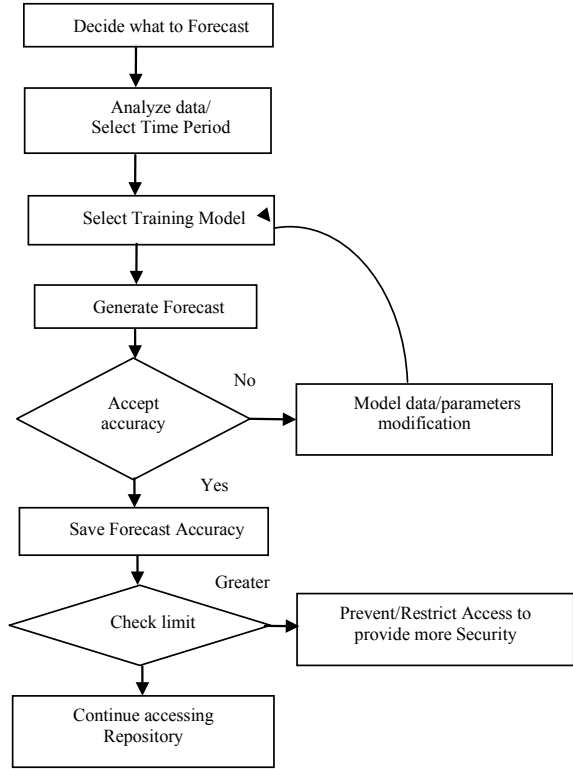 Decide what to Forecast
Analyze data/
Select Time Period
Select Training Model
Generate Forecast
Accept
accuracy
No
Model data/parameters
modification
Yes
Save Forecast Accuracy
Greater
Check limit
Prevent/Restrict Access to
provide more Security
Continue accessing
Repository